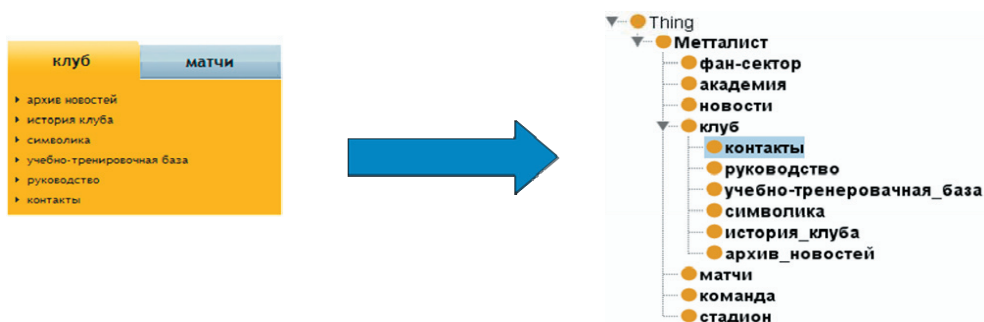 клуб
матчи
архив новостей
история клуба
символика
учебно-тренировочная база
руководство
контакты
Thing
Метталист
фан-сектор
академия
новости
клуб
контакты
руководство
учебно-тренеровачная_база
символика
история_клуба
архив_новостей
матчи
команда
стадион